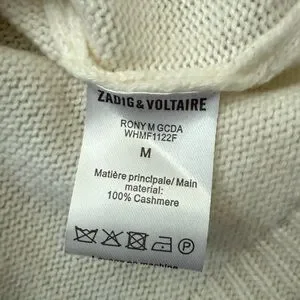 ZADIG & VOLTAIRE
RONY M GCDA
WHMF1122F
M
Matière principale/ Main
material:
100% Cashmere
P